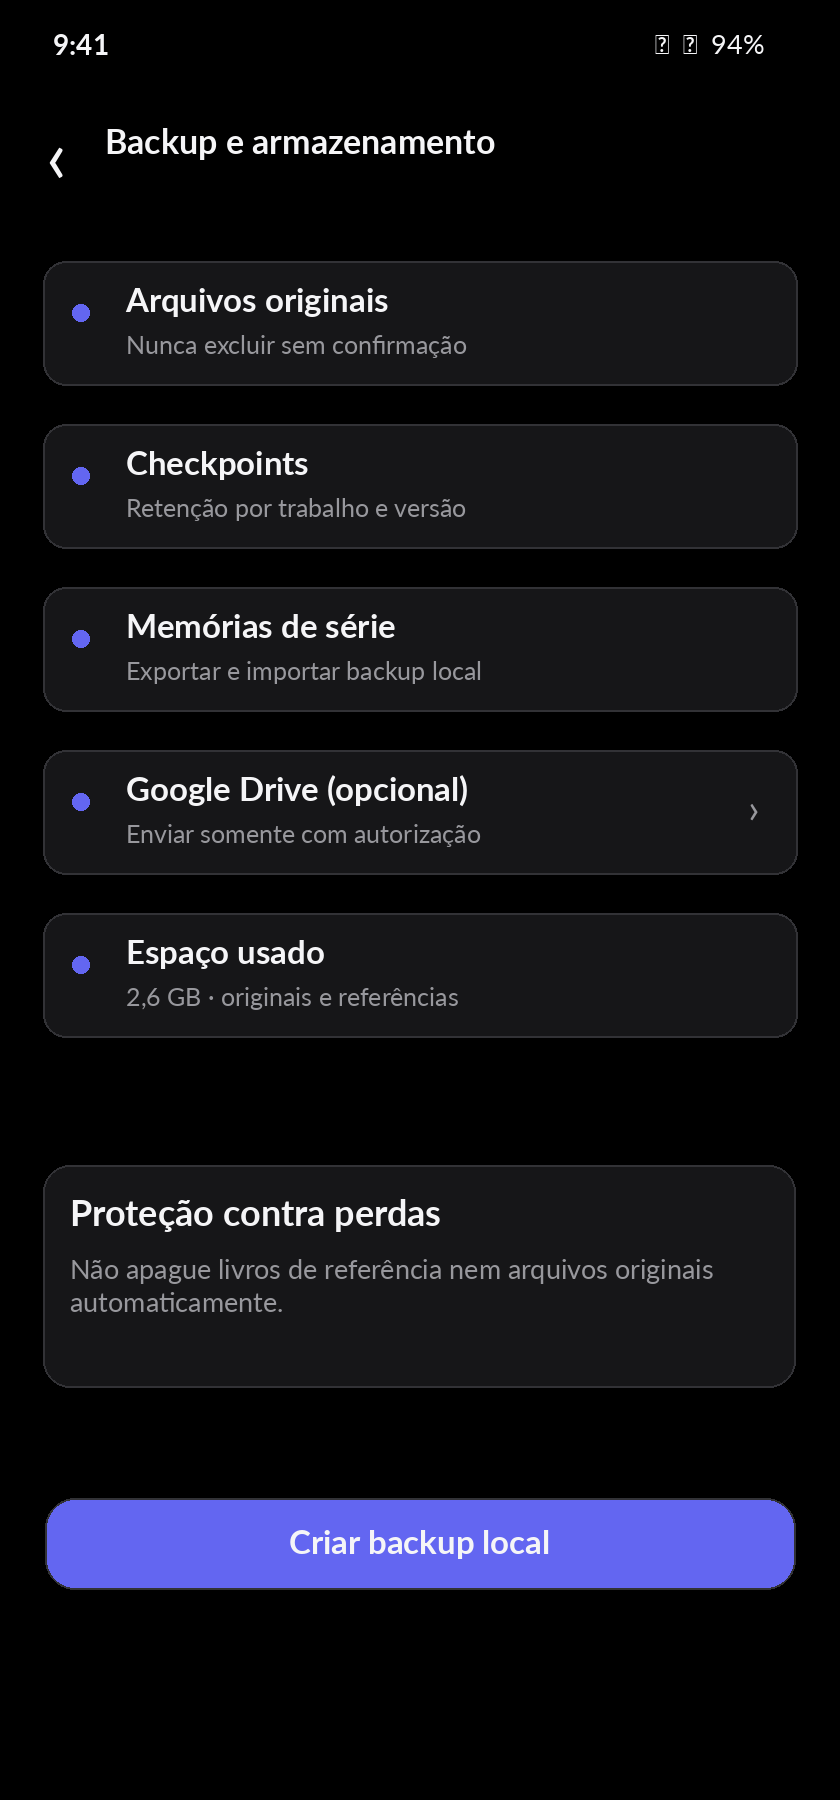 9:41 94%
Backup e armazenamento
Arquivos originais
Nunca excluir sem confirmação
Checkpoints
Retenção por trabalho e versão
Memórias de série
Exportar e importar backup local
Google Drive (opcional)
Enviar somente com autorização
Espaço usado
2,6 GB · originais e referências
Proteção contra perdas
Não apague livros de referência nem arquivos originais
automaticamente.
Criar backup local